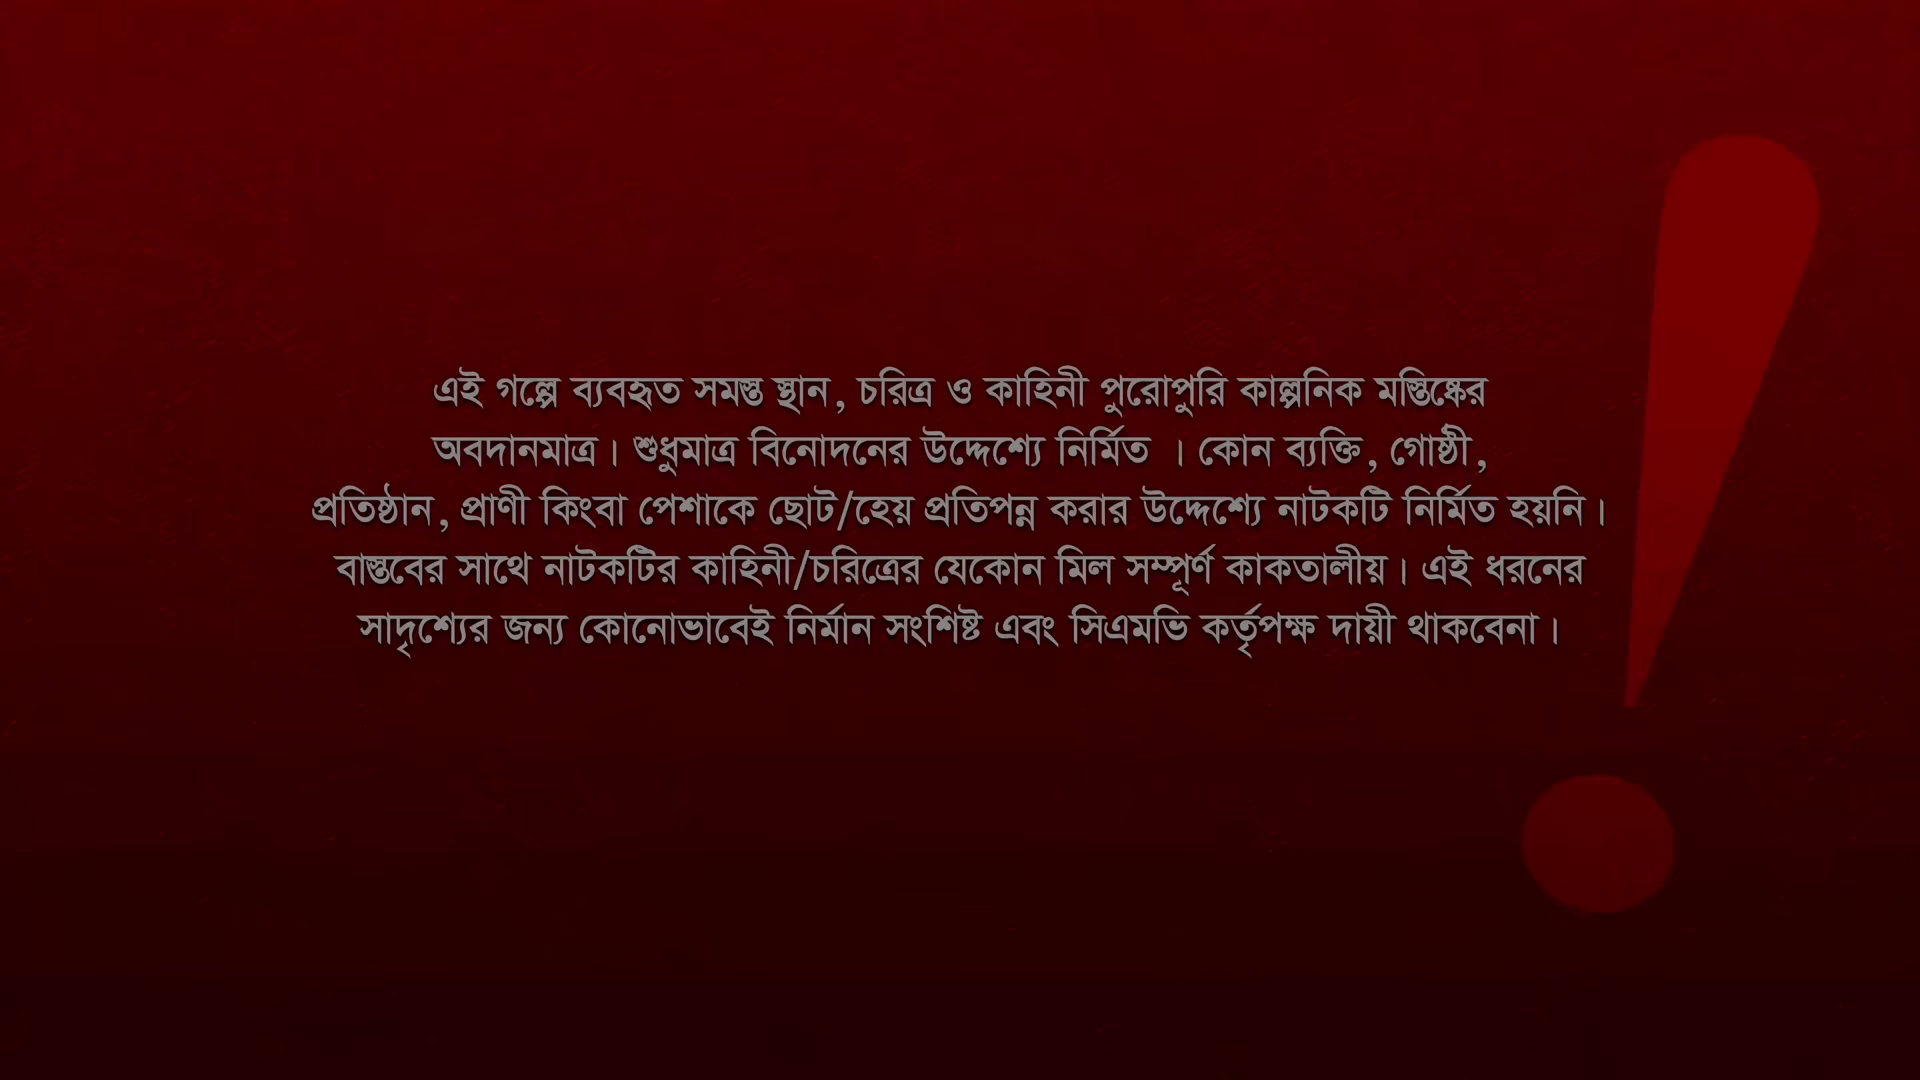 এই গল্পে ব্যবহৃত সমস্ত স্থান, চরিত্র ও কাহিনী পুরোপুরি কাল্পনিক মস্তিষ্কের
অবদানমাত্র। শুধুমাত্র বিনোদনের উদ্দেশ্যে নির্মিত । কোন ব্যক্তি, গোষ্ঠী,
প্রতিষ্ঠান, প্রাণী কিংবা পেশাকে ছোট/হেয় প্রতিপন্ন করার উদ্দেশ্যে নাটকটি নির্মিত হয়নি।
বাস্তবের সাথে নাটকটির কাহিনী/চরিত্রের যেকোন মিল সম্পূর্ণ কাকতালীয়। এই ধরনের
সাদৃশ্যের জন্য কোনোভাবেই নির্মান সংশিষ্ট এবং সিএমভি কর্তৃপক্ষ দায়ী থাকবেনা।